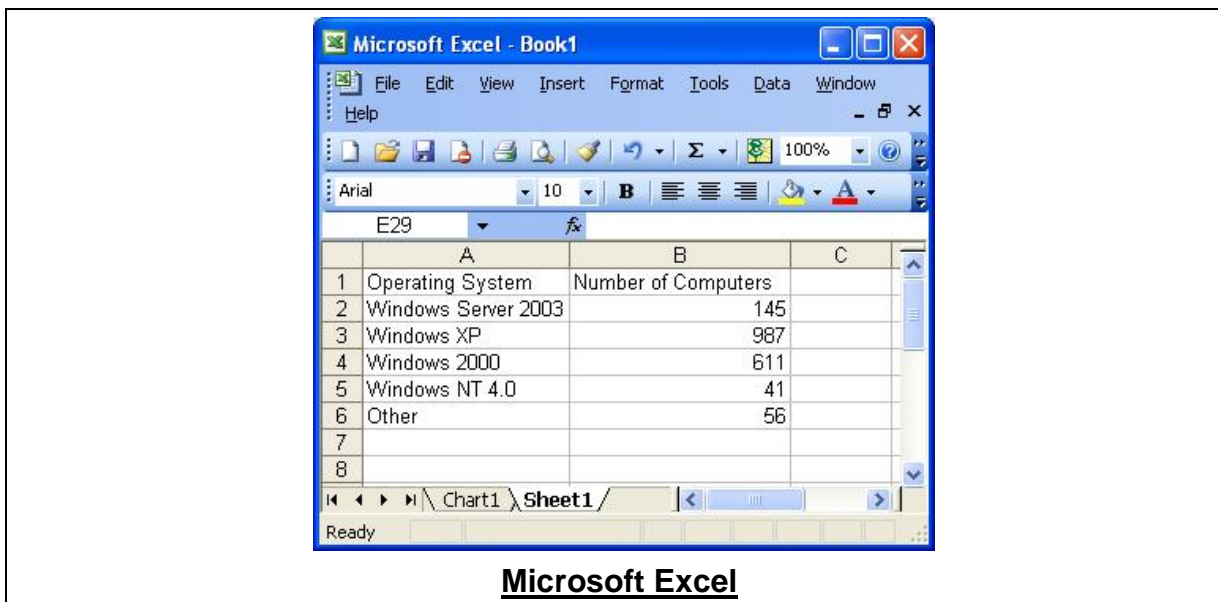 Microsoft Excel - Book1
File Edit View Insert Format Tools Data Window
Help
100%
Arial 10 B A
E29 fx
A B C
1 Operating System Number of Computers
2 Windows Server 2003 145
3 Windows XP 987
4 Windows 2000 611
5 Windows NT 4.0 41
6 Other 56
7
8
Chart1 Sheet1
Ready
Microsoft Excel